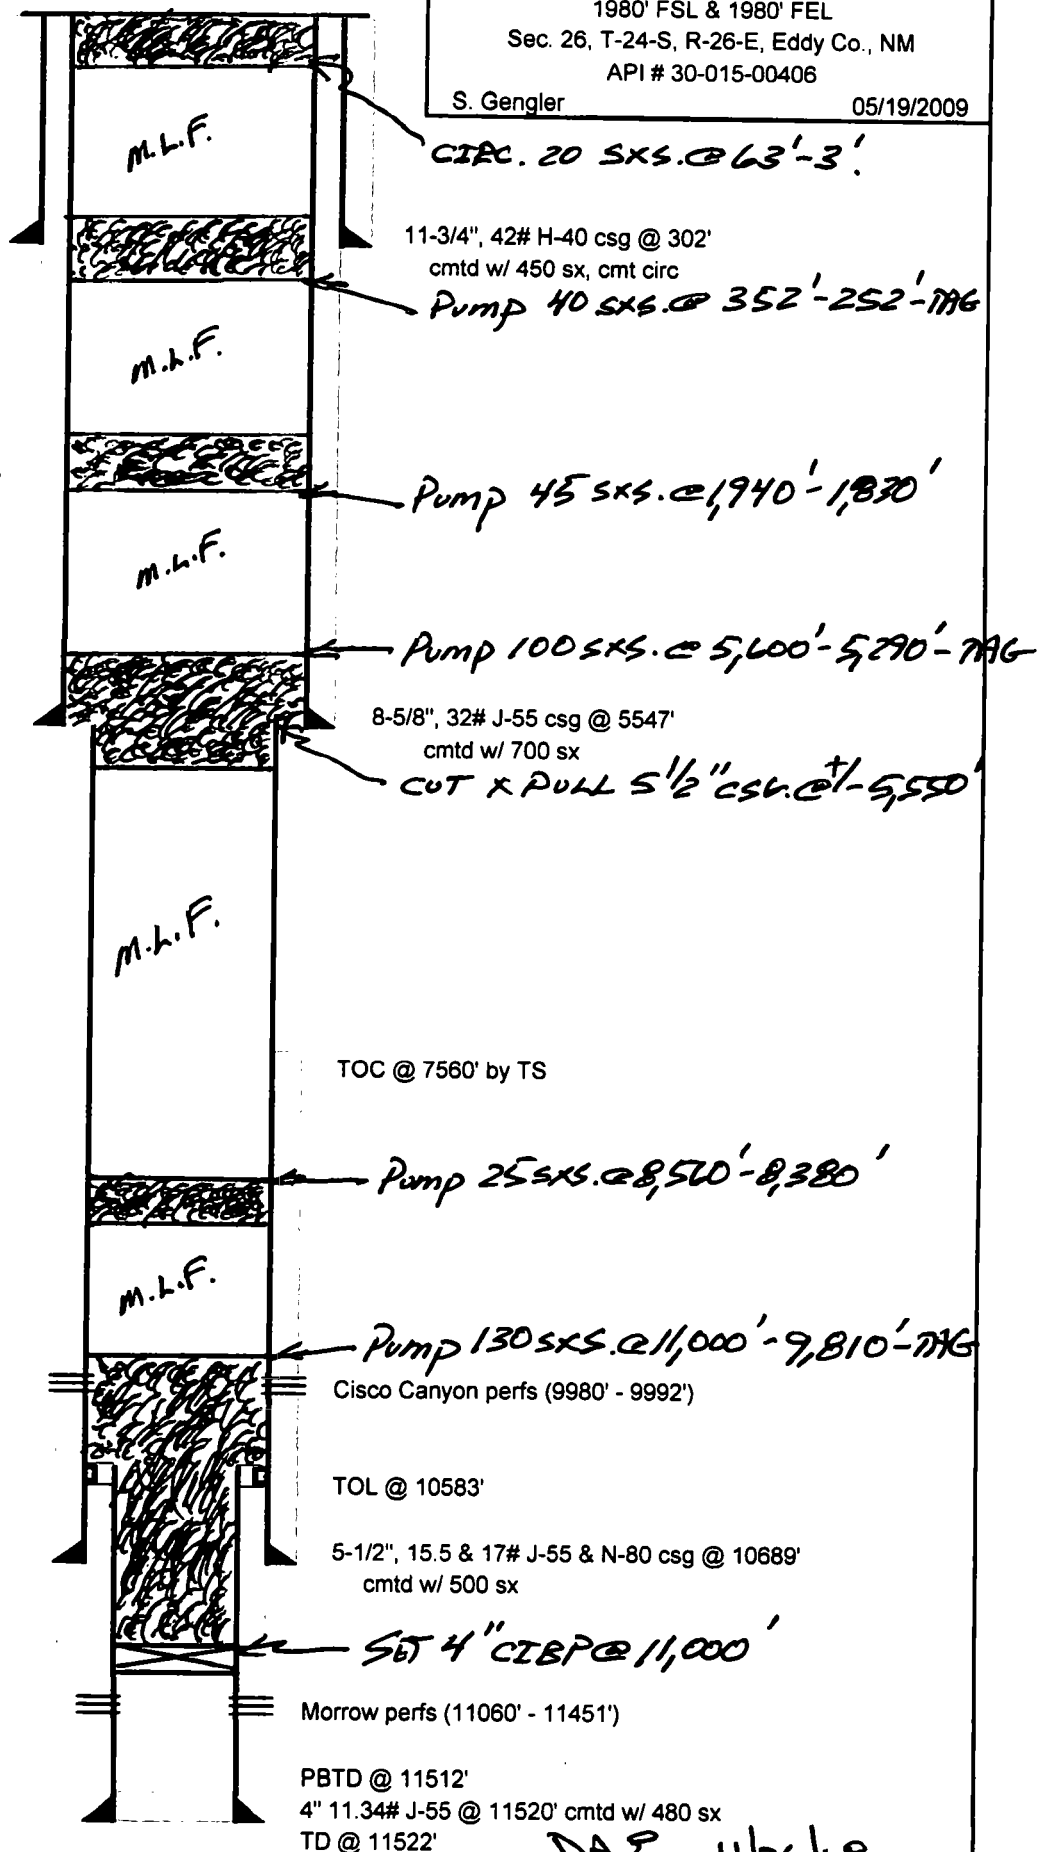 1980' FSL & 1980' FEL
Sec. 26, T-24-S, R-26-E, Eddy Co., NM
API # 30-015-00406
S. Gengler 05/19/2009
M.L.F.
CIRC. 20 SXS. @ 63'-3'.
11-3/4", 42# H-40 csg @ 302'
cmtd w/ 450 sx, cmt circ
Pump 40 SXS. @ 352'-252'-TAG
M.L.F.
Pump 45 SXS. @ 1,940'-1,830'
M.L.F.
Pump 100 SXS. @ 5,600'-5,290'-TAG
8-5/8", 32# J-55 csg @ 5547'
cmtd w/ 700 sx
CUT X PULL 5 1/2" CSG. @ +/- 5,550'
M.L.F.
TOC @ 7560' by TS
Pump 25 SXS. @ 8,5 0'-8,380'
M.L.F.
Pump 130 SXS. @ 11,000'-9,810'-TAG
Cisco Canyon perfs (9980' - 9992')
TOL @ 10583'
5-1/2", 15.5 & 17# J-55 & N-80 csg @ 10689'
cmtd w/ 500 sx
SET 4" CIBP @ 11,000'
Morrow perfs (11060' - 11451')
PBTD @ 11512'
4" 11.34# J-55 @ 11520' cmtd w/ 480 sx
TD @ 11522'